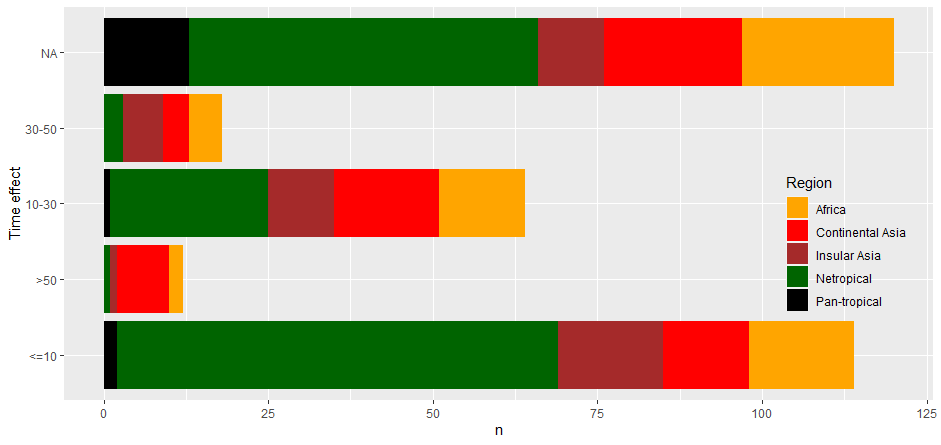 Time effect
NA
30-50
10-30
>50
<=10
0
25
50
75
100
125
n
Region
Africa
Continental Asia
Insular Asia
Netropical
Pan-tropical